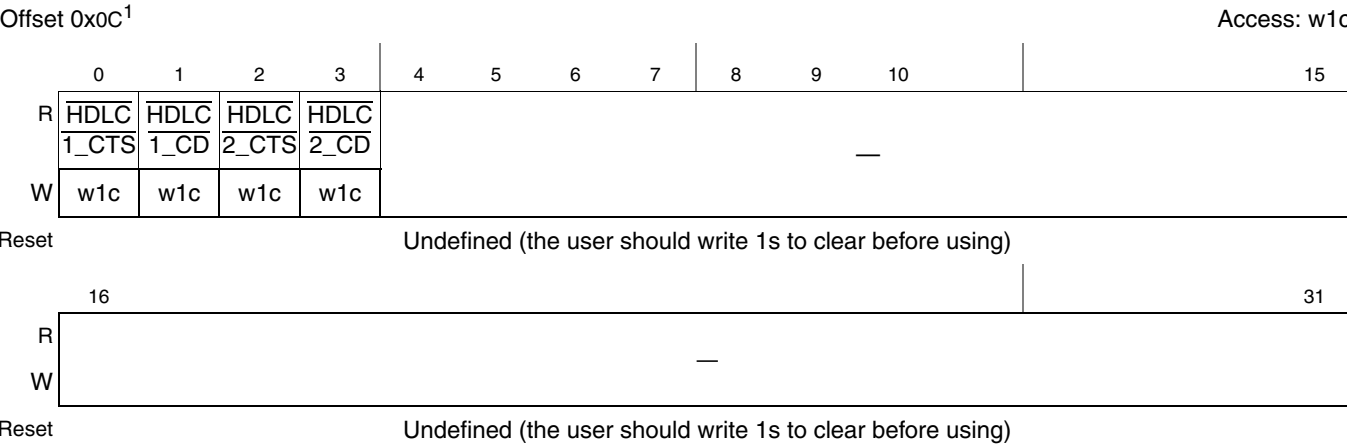 Offset 0x0C1 Access: w1c
0 1 2 3 4 5 6 7 8 9 10 15
R HDLC HDLC HDLC HDLC
1_CTS 1_CD 2_CTS 2_CD —
W w1c w1c w1c w1c
Reset Undefined (the user should write 1s to clear before using)
16 31
R
—
W
Reset Undefined (the user should write 1s to clear before using)